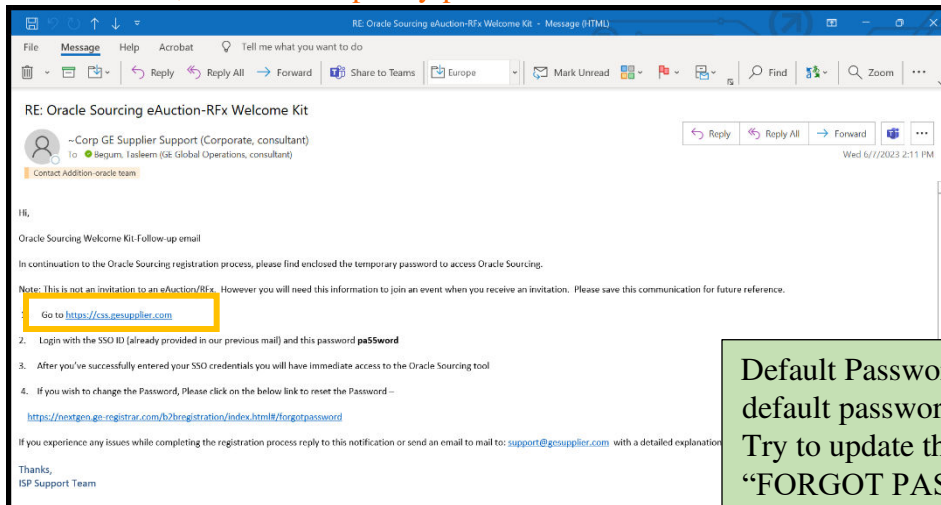 RE: Oracle Sourcing eAuction-RFx Welcome Kit - Message (HTML)
File Message Help Acrobat Tell me what you want to do
Reply Reply All Forward Share to Teams Europe Mark Unread Find Zoom
RE: Oracle Sourcing eAuction-RFx Welcome Kit
~Corp GE Supplier Support (Corporate, consultant)
To Begum, Tasleem (GE Global Operations, consultant)
Reply Reply All Forward
Wed 6/7/2023 2:11 PM
Contact Addition-oracle team
Hi,
Oracle Sourcing Welcome Kit-Follow-up email
In continuation to the Oracle Sourcing registration process, please find enclosed the temporary password to access Oracle Sourcing.
Note: This is not an invitation to an eAuction/RFx. However you will need this information to join an event when you receive an invitation. Please save this communication for future reference.
Go to https://css.gesupplier.com
2. Login with the SSO ID (already provided in our previous mail) and this password pa55word
3. After you've successfully entered your SSO credentials you will have immediate access to the Oracle Sourcing tool
4. If you wish to change the Password, Please click on the below link to reset the Password –
https://nextgen.ge-registrar.com/b2bregistration/index.html#/forgotpassword
If you experience any issues while completing the registration process reply to this notification or send an email to mail to: support@gesupplier.com with a detailed explanation
Thanks,
ISP Support Team
Default Passwo
default passwor
Try to update th
“FORGOT PAS